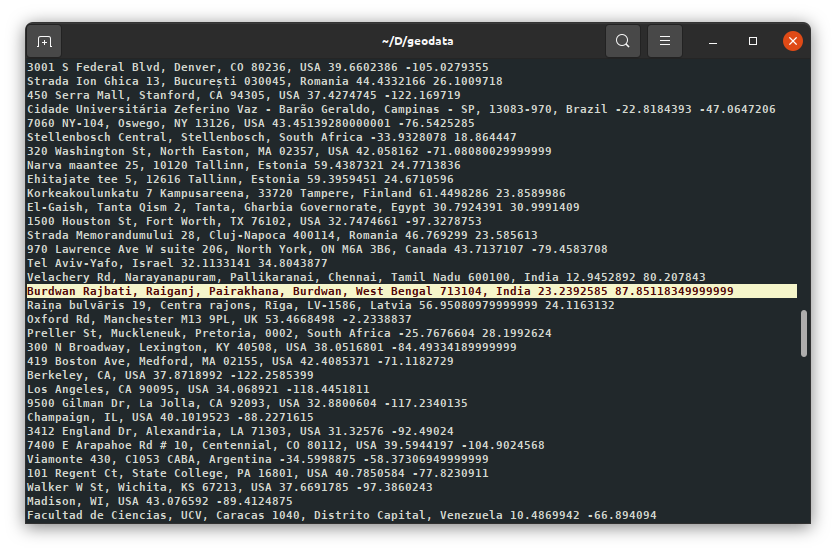 ~/D/geodata
3001 S Federal Blvd, Denver, CO 80236, USA 39.6602386 -105.0279355
Strada Ion Ghica 13, București 030045, Romania 44.4332166 26.1009718
450 Serra Mall, Stanford, CA 94305, USA 37.4274745 -122.169719
Cidade Universitária Zeferino Vaz - Barão Geraldo, Campinas - SP, 13083-970, Brazil -22.8184393 -47.0647206
7060 NY-104, Oswego, NY 13126, USA 43.45139280000001 -76.5425285
Stellenbosch Central, Stellenbosch, South Africa -33.9328078 18.864447
320 Washington St, North Easton, MA 02357, USA 42.058162 -71.08080029999999
Narva maantee 25, 10120 Tallinn, Estonia 59.4387321 24.7713836
Ehitajate tee 5, 12616 Tallinn, Estonia 59.3959451 24.6710596
Korkeakoulunkatu 7 Kampusareena, 33720 Tampere, Finland 61.4498286 23.8589986
El-Gaish, Tanta Qism 2, Tanta, Gharbia Governorate, Egypt 30.7924391 30.9991409
1500 Houston St, Fort Worth, TX 76102, USA 32.7474661 -97.3278753
Strada Memorandumului 28, Cluj-Napoca 400114, Romania 46.769299 23.585613
970 Lawrence Ave W suite 206, North York, ON M6A 3B6, Canada 43.7137107 -79.4583708
Tel Aviv-Yafo, Israel 32.1133141 34.8043877
Velachery Rd, Narayanapuram, Pallikaranai, Chennai, Tamil Nadu 600100, India 12.9452892 80.207843
Burdwan Rajbati, Raiganj, Pairakhana, Burdwan, West Bengal 713104, India 23.2392585 87.85118349999999
Raiņa bulvāris 19, Centra rajons, Rīga, LV-1586, Latvia 56.95080979999999 24.1163132
Oxford Rd, Manchester M13 9PL, UK 53.4668498 -2.2338837
Preller St, Muckleneuk, Pretoria, 0002, South Africa -25.7676604 28.1992624
300 N Broadway, Lexington, KY 40508, USA 38.0516801 -84.49334189999999
419 Boston Ave, Medford, MA 02155, USA 42.4085371 -71.1182729
Berkeley, CA, USA 37.8718992 -122.2585399
Los Angeles, CA 90095, USA 34.068921 -118.4451811
9500 Gilman Dr, La Jolla, CA 92093, USA 32.8800604 -117.2340135
Champaign, IL, USA 40.1019523 -88.2271615
3412 England Dr, Alexandria, LA 71303, USA 31.32576 -92.49024
7400 E Arapahoe Rd # 10, Centennial, CO 80112, USA 39.5944197 -104.9024568
Viamonte 430, C1053 CABA, Argentina -34.5998875 -58.37306949999999
101 Regent Ct, State College, PA 16801, USA 40.7850584 -77.8230911
Walker W St, Wichita, KS 67213, USA 37.6691785 -97.3860243
Madison, WI, USA 43.076592 -89.4124875
Facultad de Ciencias, UCV, Caracas 1040, Distrito Capital, Venezuela 10.4869942 -66.894094